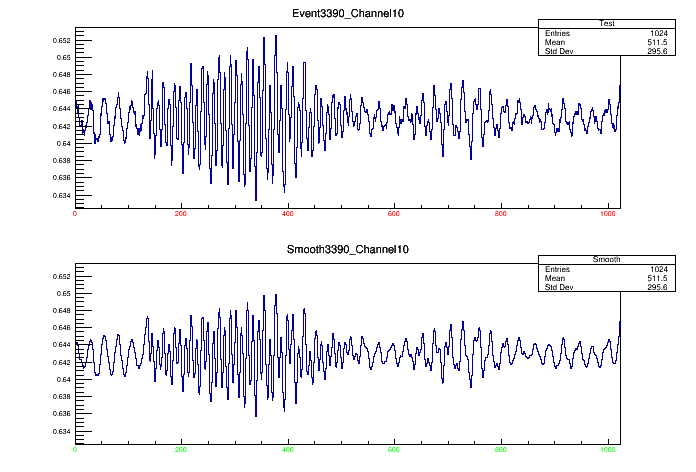 Event3390_Channel10
Test
Entries 1024
Mean 511.5
Std Dev 295.6
0.652
0.65
0.648
0.646
0.644
0.642
0.64
0.638
0.636
0.634
0 200 400 600 800 1000
Smooth3390_Channel10
Smooth
Entries 1024
Mean 511.5
Std Dev 295.6
0.652
0.65
0.648
0.646
0.644
0.642
0.64
0.638
0.636
0.634
0 200 400 600 800 1000